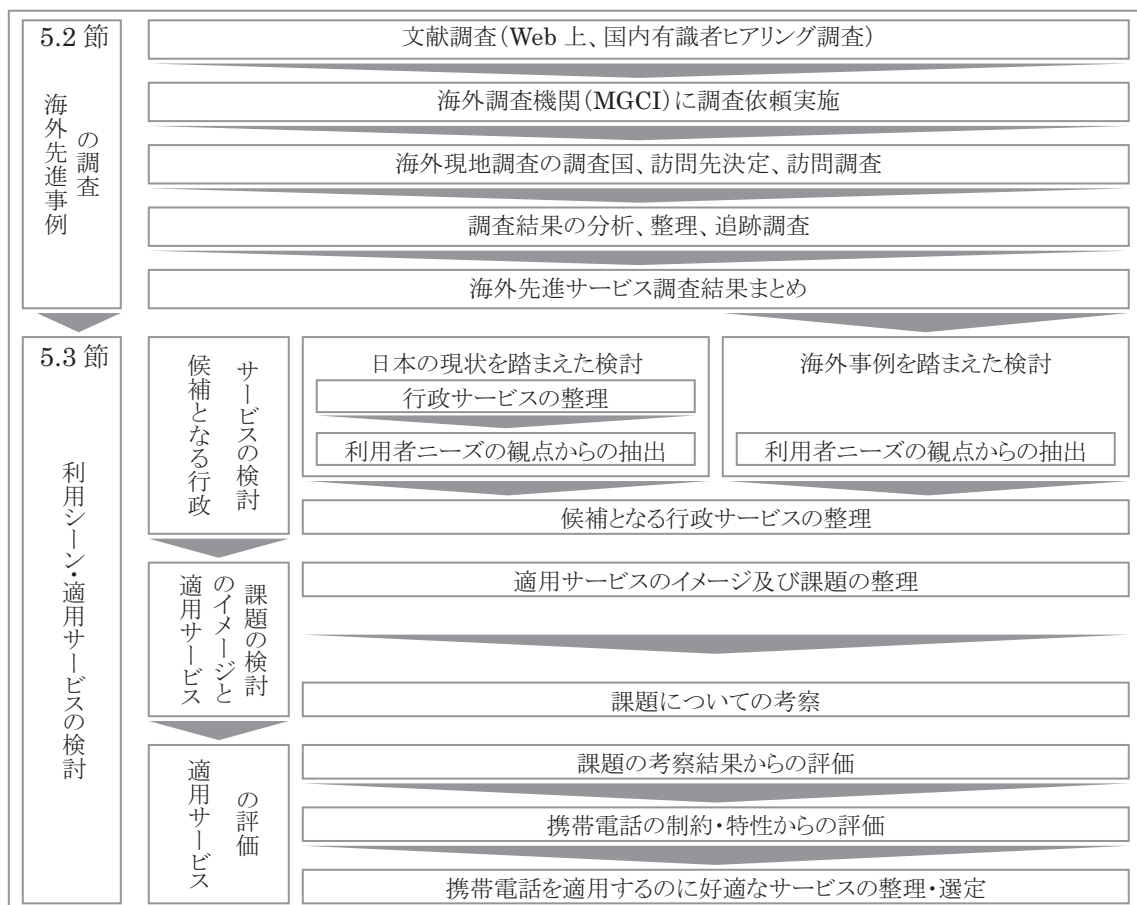 5.2 節
海外先進事例
の調査
文献調査（Web 上、国内有識者ヒアリング調査）
海外調査機関（MGCI）に調査依頼実施
海外現地調査の調査国、訪問先決定、訪問調査
調査結果の分析、整理、追跡調査
海外先進サービス調査結果まとめ
5.3 節
利用シーン・適用サービスの検討
候補となる行政
サービスの検討
日本の現状を踏まえた検討
行政サービスの整理
利用者ニーズの観点からの抽出
海外事例を踏まえた検討
利用者ニーズの観点からの抽出
候補となる行政サービスの整理
適用サービス
のイメージと
課題の検討
適用サービスのイメージ及び課題の整理
課題についての考察
適用サービス
の評価
課題の考察結果からの評価
携帯電話の制約・特性からの評価
携帯電話を適用するのに好適なサービスの整理・選定